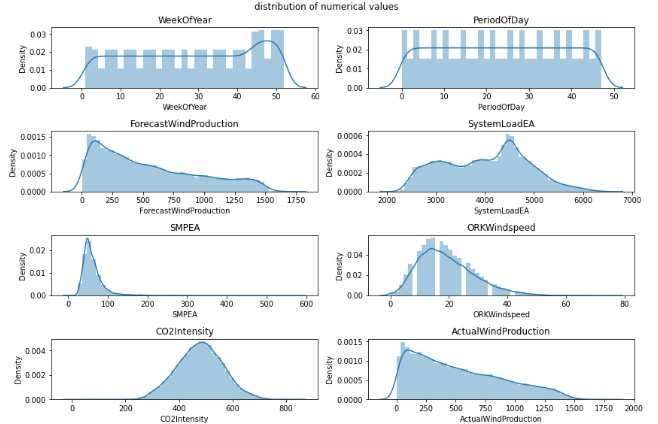 distribution of numerical values
WeekOfYear
0.03
0.02
0.01
0.00
Density
0 10 20 30 40 50 60
WeekOfYear
PeriodOfDay
0.03
0.02
0.01
0.00
Density
0 10 20 30 40 50
PeriodOfDay
ForecastWindProduction
0.0015
0.0010
0.0005
0.0000
Density
0 250 500 750 1000 1250 1500 1750
ForecastWindProduction
SystemLoadEA
0.0006
0.0004
0.0002
0.0000
Density
2000 3000 4000 5000 6000 7000
SystemLoadEA
SMPEA
0.02
0.01
0.00
Density
0 100 200 300 400 500 600
SMPEA
ORKWindspeed
0.04
0.02
0.00
Density
0 20 40 60 80
ORKWindspeed
CO2Intensity
0.004
0.002
0.000
Density
0 200 400 600 800
CO2Intensity
ActualWindProduction
0.0015
0.0010
0.0005
0.0000
Density
0 250 500 750 1000 1250 1500 1750 2000
ActualWindProduction